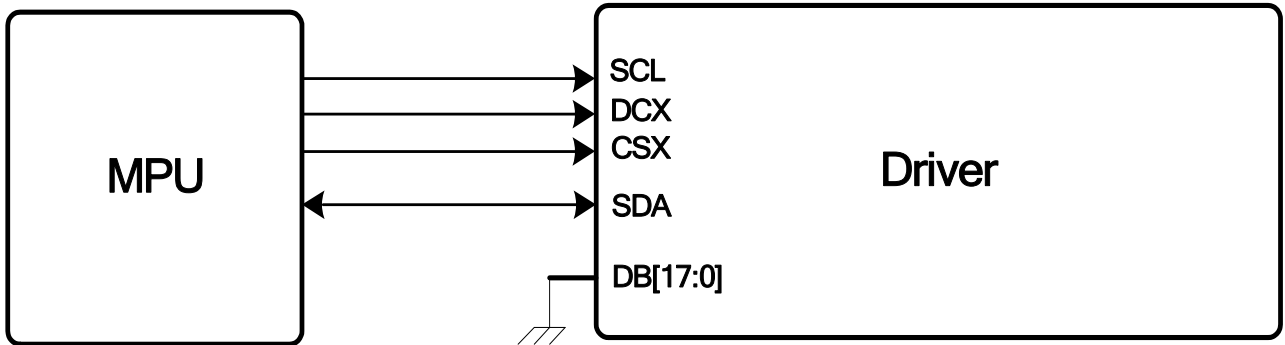 MPU
SCL
DCX
CSX
SDA
DB[17:0]
Driver